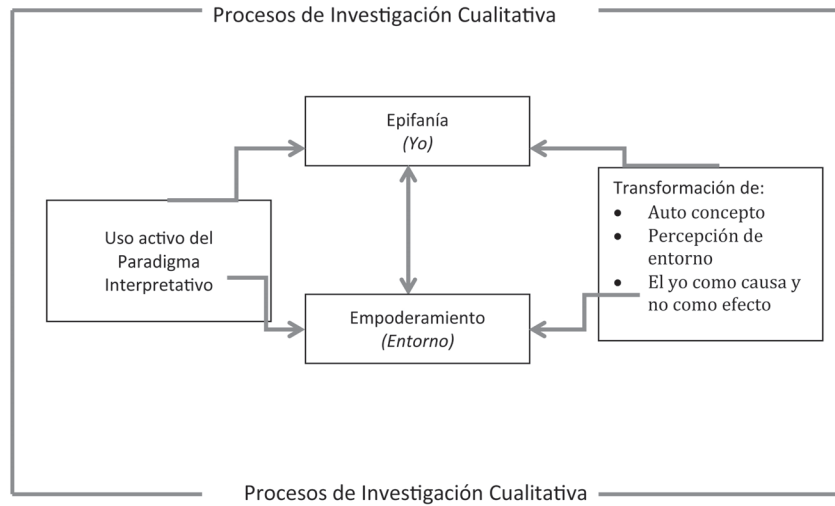 Procesos de Investigación Cualitativa
Epifanía
(Yo)
Uso activo del
Paradigma
Interpretativo
Transformación de:
• Auto concepto
• Percepción de
entorno
• El yo como causa y
no como efecto
Empoderamiento
(Entorno)
Procesos de Investigación Cualitativa